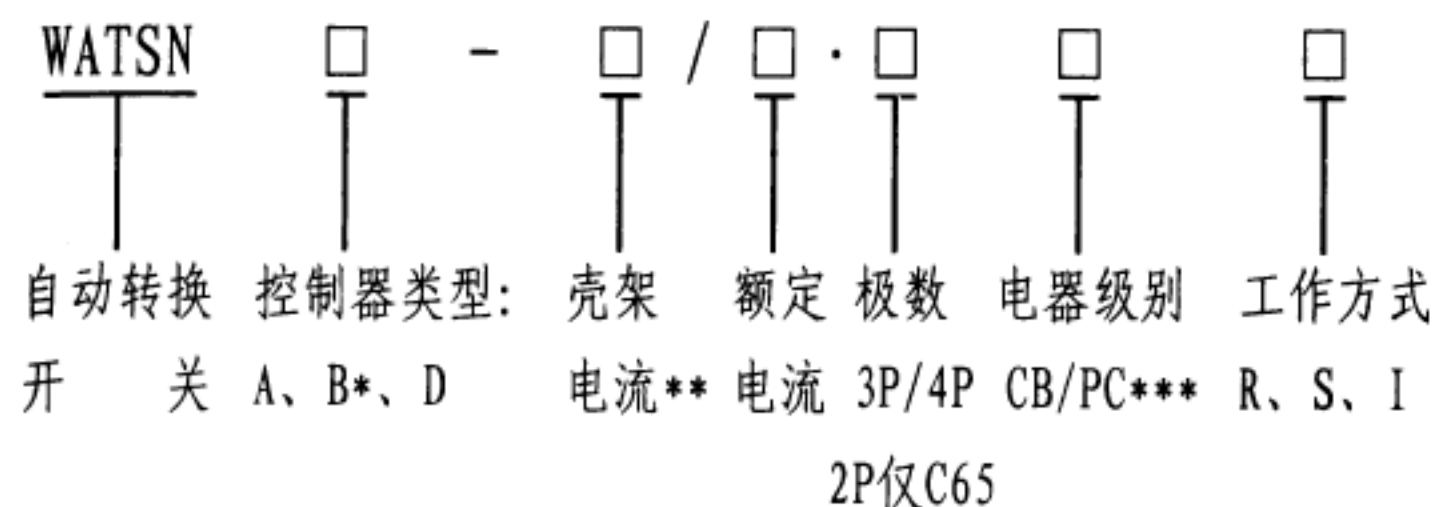 WATSN □ - □ / □ · □ □ □
自动转换 控制器类型: 壳架 额定 极数 电器级别 工作方式
开 关 A、B*、D 电流** 电流 3P/4P CB/PC*** R、S、I
2P仅C65